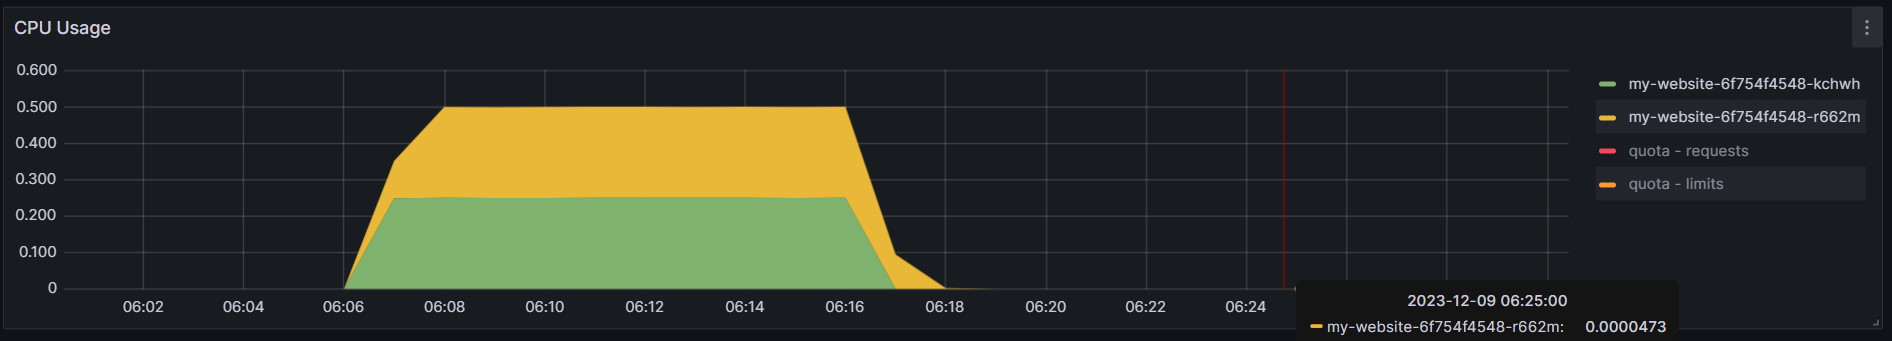 CPU Usage
0.600
0.500
0.400
0.300
0.200
0.100
0
06:02 06:04 06:06 06:08 06:10 06:12 06:14 06:16 06:18 06:20 06:22 06:24
my-website-6f754f4548-kchwh
my-website-6f754f4548-r662m
quota - requests
quota - limits
2023-12-09 06:25:00
my-website-6f754f4548-r662m: 0.0000473